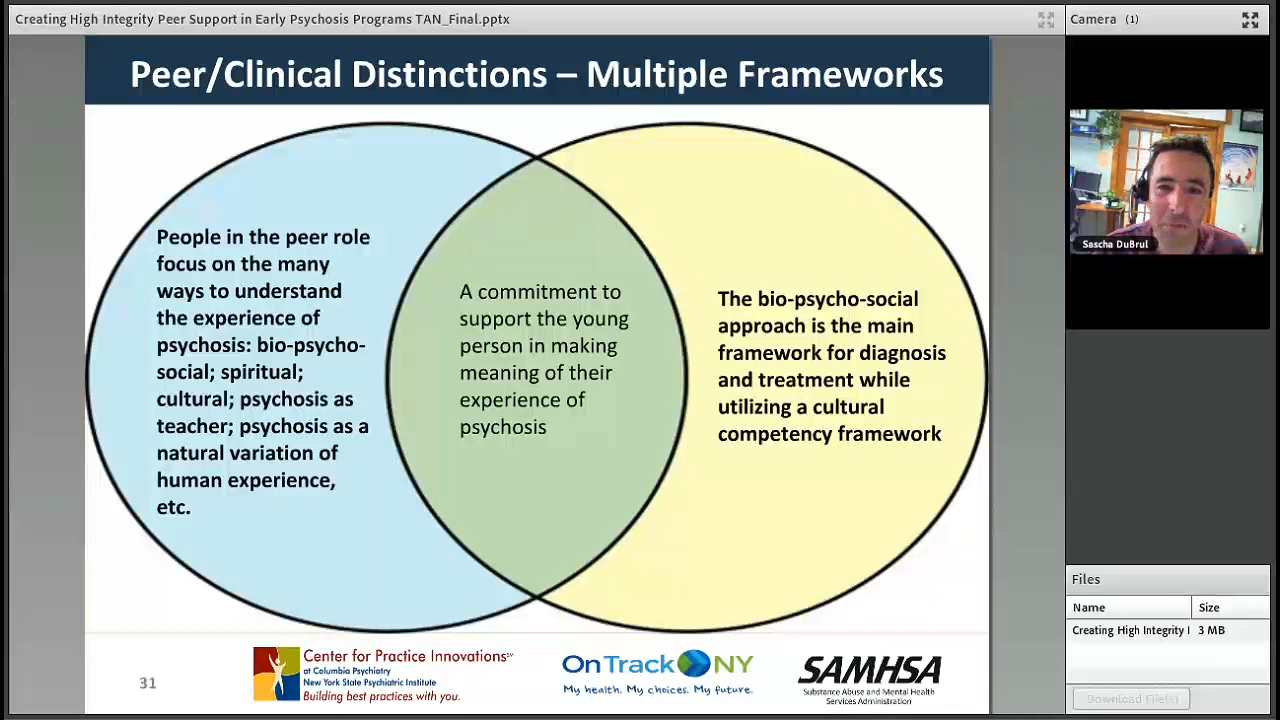 Creating High Integrity Peer Support in Early Psychosis Programs TAN_Final.pptx
Camera (1)
Peer/Clinical Distinctions – Multiple Frameworks
People in the peer role
focus on the many
ways to understand
the experience of
psychosis: bio-psycho-
social; spiritual;
cultural; psychosis as
teacher; psychosis as a
natural variation of
human experience,
etc.
A commitment to
support the young
person in making
meaning of their
experience of
psychosis
The bio-psycho-social
approach is the main
framework for diagnosis
and treatment while
utilizing a cultural
competency framework
Sascha DuBrul
31
Center for Practice Innovations℠
at Columbia Psychiatry
New York State Psychiatric Institute
Building best practices with you.
OnTrackNY
My health. My choices. My future.
SAMHSA
Substance Abuse and Mental Health
Services Administration
Files
Name Size
Creating High Integrity I 3 MB
Download File(s)